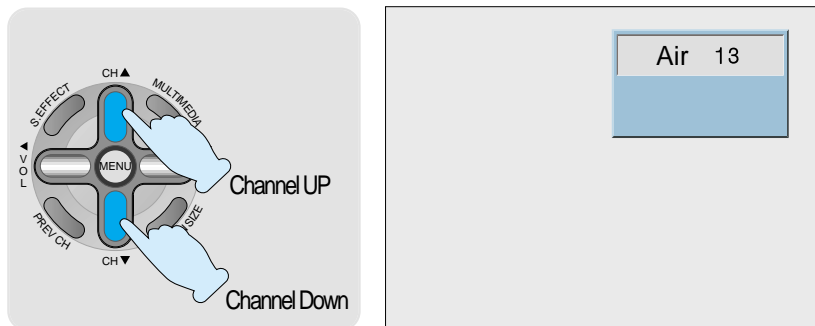 CH▲
S.EFFECT
MULTIMEDIA
◀
V
O
L
MENU
Channel UP
PREV CH
SIZE
CH▼
Channel Down
Air 13